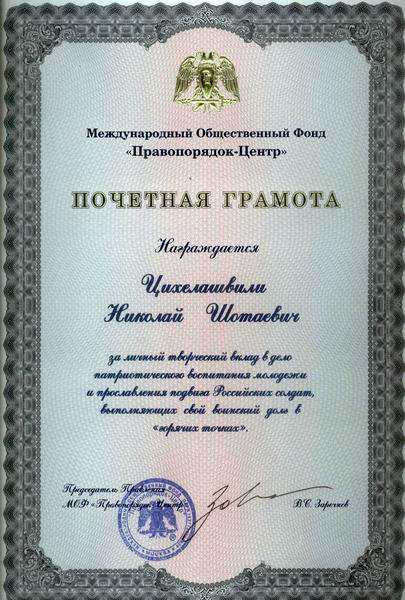 Международный Общественный Фонд
«Правопорядок-Центр»
ПОЧЕТНАЯ ГРАМОТА
Награждается
Цихелашвили
Николай Шотаевич
за личный творческий вклад в дело
патриотического воспитания молодежи
и прославления подвига Российских солдат,
выполняющих свой воинский долг в
«горячих точках».
Председатель Правления
МОФ «Правопорядок-Центр»
В.С. Заречнев